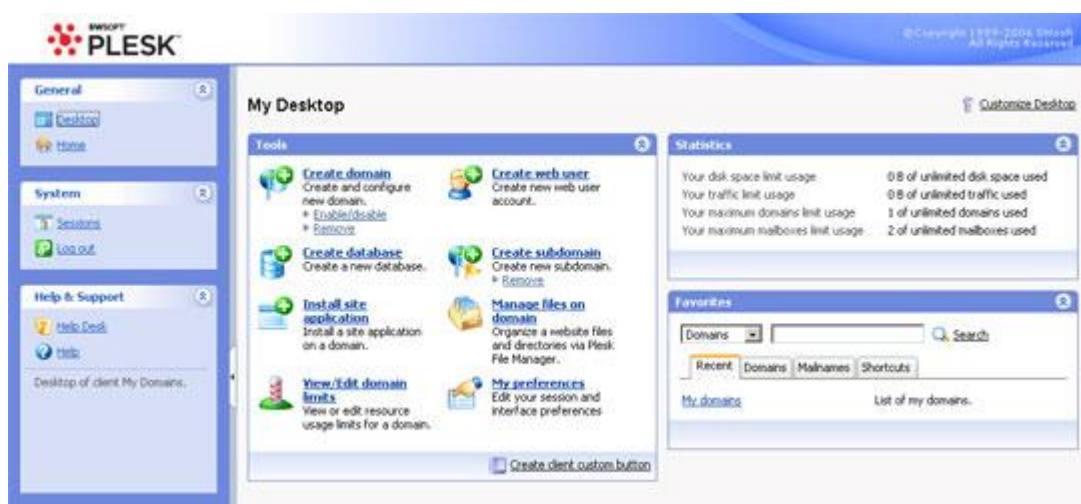 SWSOFT
PLESK
©Copyright 1999-2006 SWsoft
All Rights Reserved
General
Desktop
Home
System
Sessions
Log out
Help & Support
Help Desk
Help
Desktop of client My Domains.
My Desktop
Customize Desktop
Tools
Create domain
Create and configure
new domain.
Enable/disable
Remove
Create web user
Create new web user
account.
Create database
Create a new database.
Create subdomain
Create new subdomain.
Remove
Install site
application
Install a site application
on a domain.
Manage files on
domain
Organize a website files
and directories via Plesk
File Manager.
View/Edit domain
limits
View or edit resource
usage limits for a domain.
My preferences
Edit your session and
interface preferences
Create client custom button
Statistics
Your disk space limit usage 0 B of unlimited disk space used
Your traffic limit usage 0 B of unlimited traffic used
Your maximum domains limit usage 1 of unlimited domains used
Your maximum mailboxes limit usage 2 of unlimited mailboxes used
Favorites
Domains Search
Recent Domains Mailnames Shortcuts
My domains List of my domains.